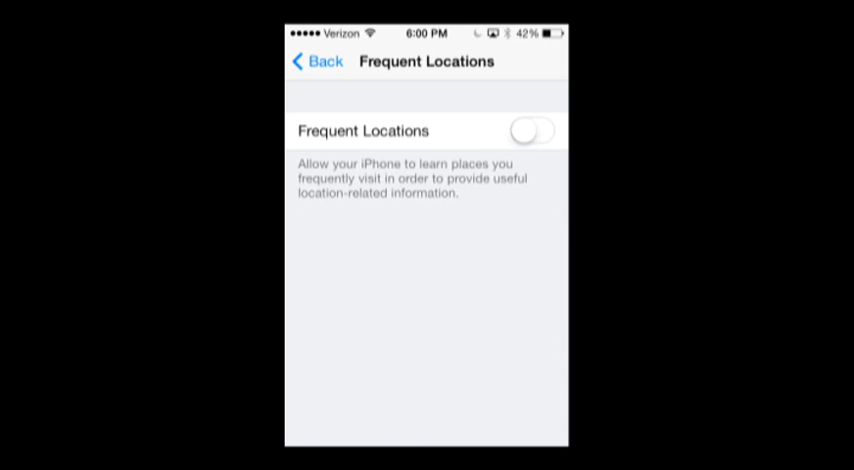 Verizon 6:00 PM 42%
Back Frequent Locations
Frequent Locations
Allow your iPhone to learn places you
frequently visit in order to provide useful
location-related information.